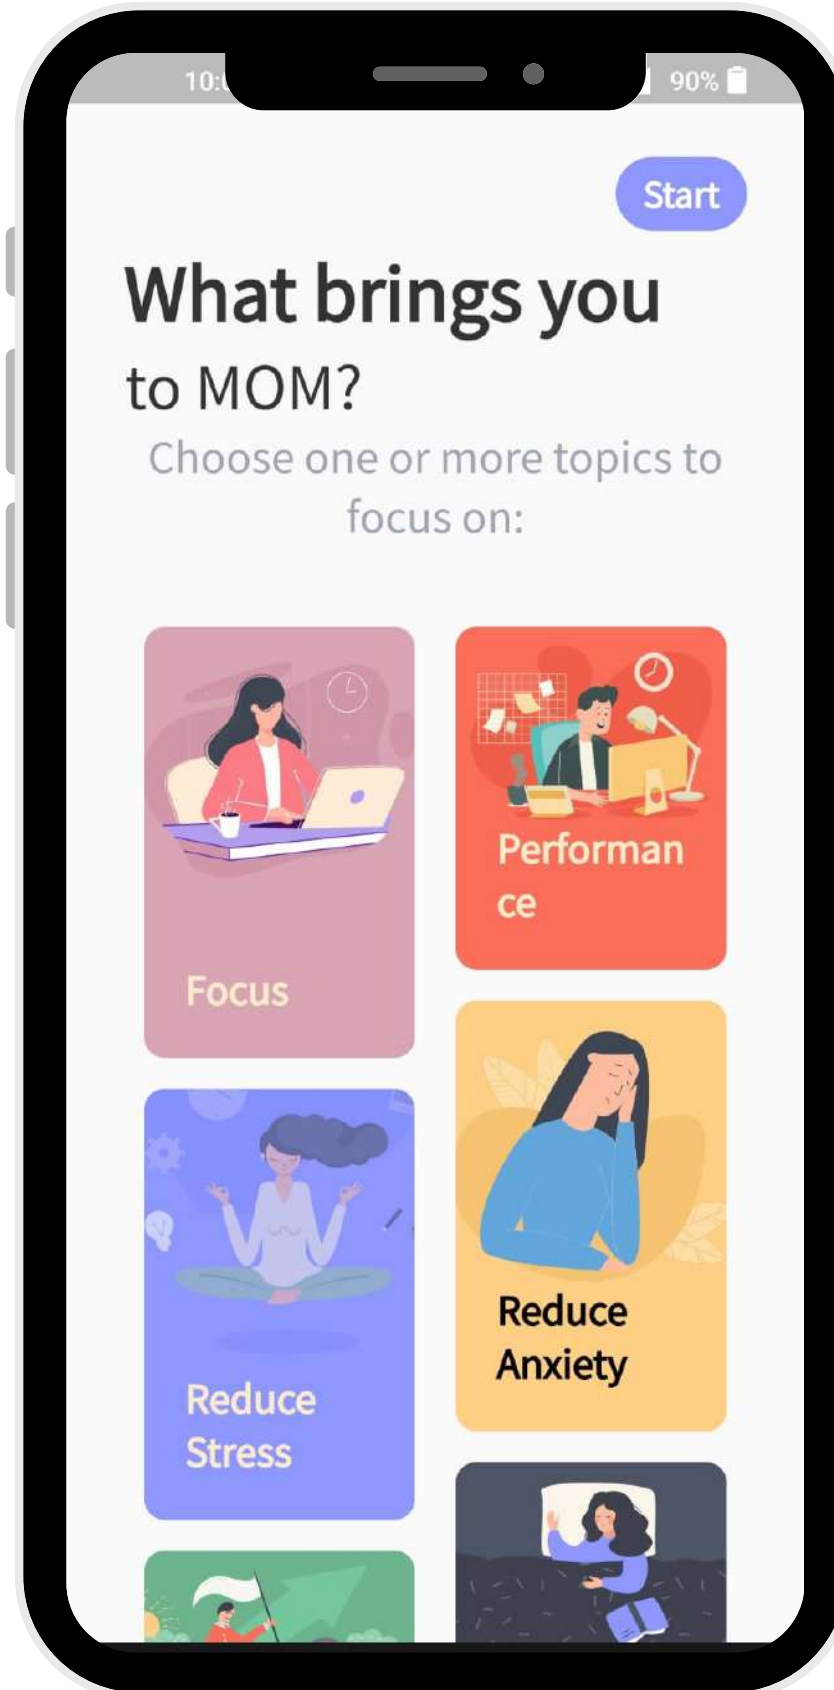 90%
Start
What brings you
to MOM?
Choose one or more topics to
focus on:
Focus
Performan
ce
Reduce
Stress
Reduce
Anxiety